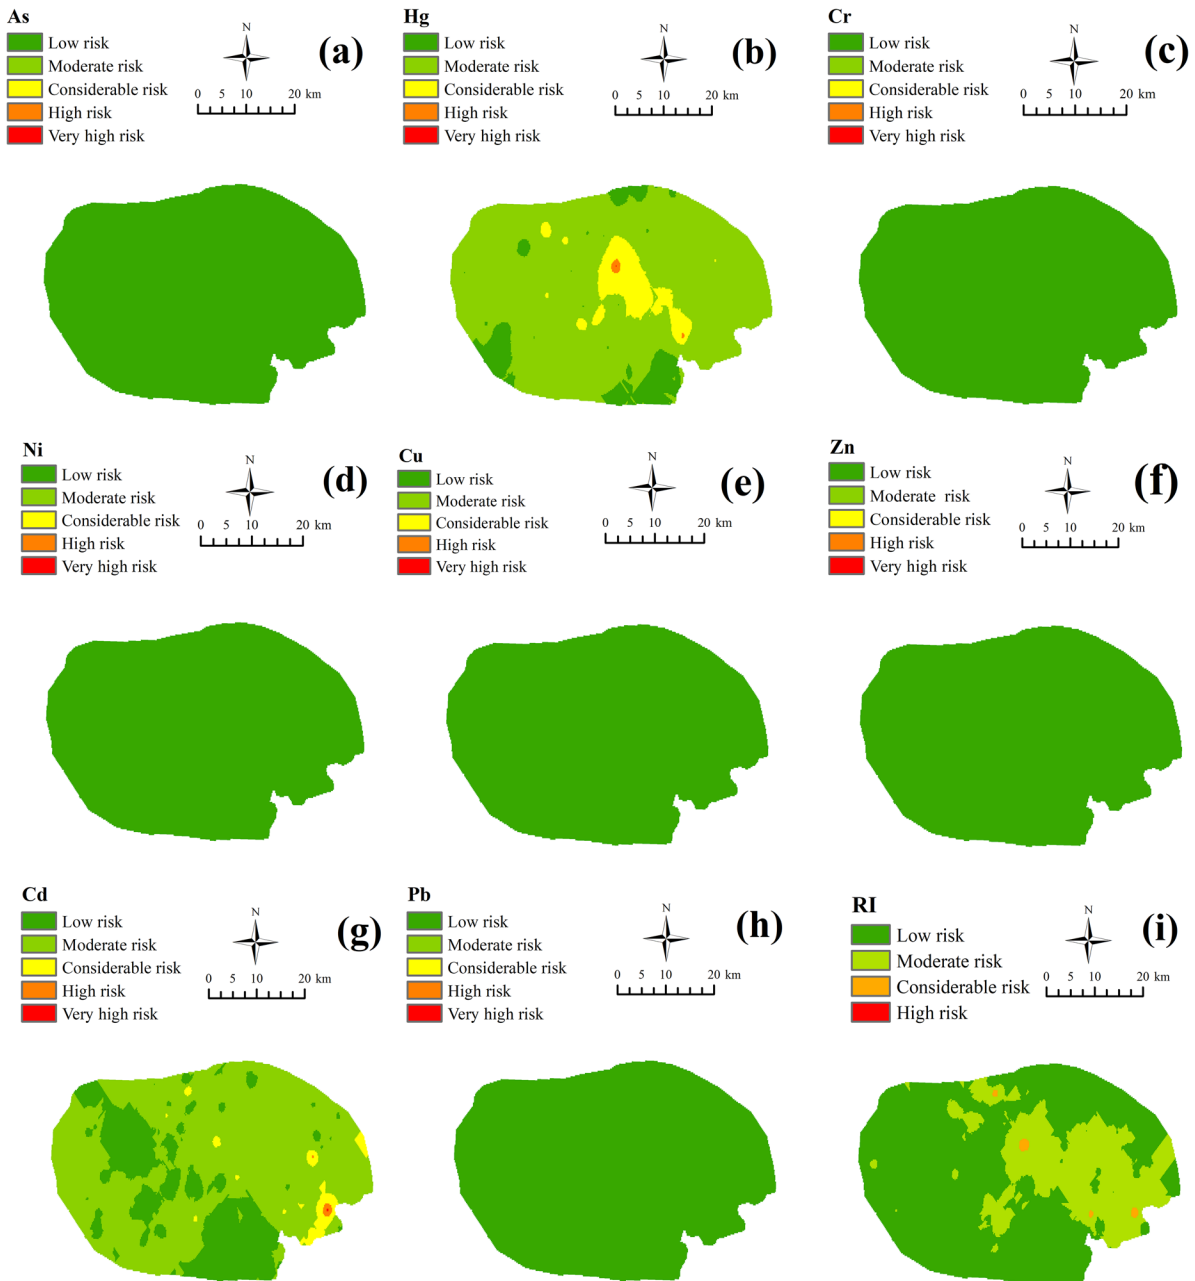 As
Low risk
Moderate risk
Considerable risk
High risk
Very high risk
N
0 5 10 20 km
(a)
Hg
Low risk
Moderate risk
Considerable risk
High risk
Very high risk
N
0 5 10 20 km
(b)
Cr
Low risk
Moderate risk
Considerable risk
High risk
Very high risk
N
0 5 10 20 km
(c)
Ni
Low risk
Moderate risk
Considerable risk
High risk
Very high risk
N
0 5 10 20 km
(d)
Cu
Low risk
Moderate risk
Considerable risk
High risk
Very high risk
N
0 5 10 20 km
(e)
Zn
Low risk
Moderate risk
Considerable risk
High risk
Very high risk
N
0 5 10 20 km
(f)
Cd
Low risk
Moderate risk
Considerable risk
High risk
Very high risk
N
0 5 10 20 km
(g)
Pb
Low risk
Moderate risk
Considerable risk
High risk
Very high risk
N
0 5 10 20 km
(h)
RI
Low risk
Moderate risk
Considerable risk
High risk
N
0 5 10 20 km
(i)